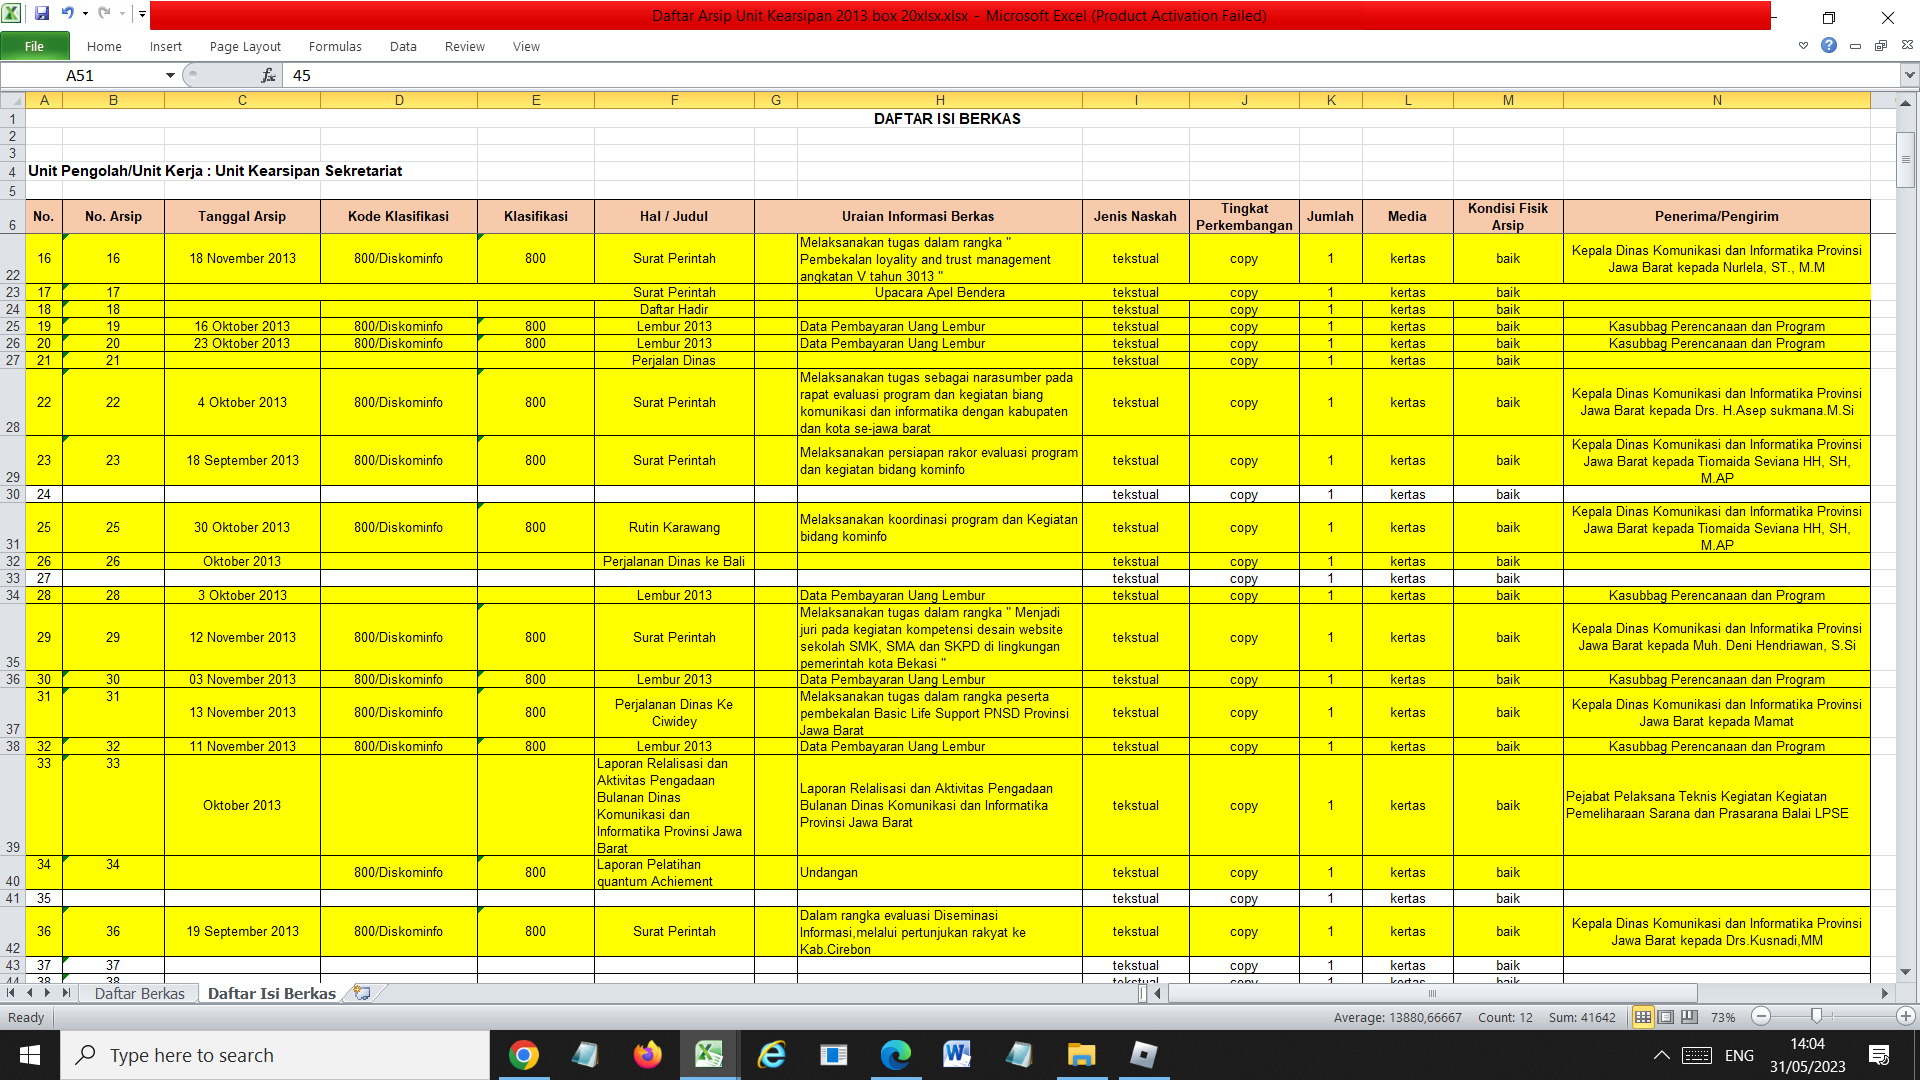 Daftar Arsip Unit Kearsipan 2013 box 20xlsx.xlsx - Microsoft Excel (Product Activation Failed)
File Home Insert Page Layout Formulas Data Review View
A51 fx 45
A B C D E F G H I J K L M N
1 DAFTAR ISI BERKAS
2
3
4 Unit Pengolah/Unit Kerja : Unit Kearsipan Sekretariat
5
6 No. No. Arsip Tanggal Arsip Kode Klasifikasi Klasifikasi Hal / Judul Uraian Informasi Berkas Jenis Naskah Tingkat Perkembangan Jumlah Media Kondisi Fisik Arsip Penerima/Pengirim
22 16 16 18 November 2013 800/Diskominfo 800 Surat Perintah Melaksanakan tugas dalam rangka " Pembekalan loyality and trust management angkatan V tahun 3013 " tekstual copy 1 kertas baik Kepala Dinas Komunikasi dan Informatika Provinsi Jawa Barat kepada Nurlela, ST., M.M
23 17 17 Surat Perintah Upacara Apel Bendera tekstual copy 1 kertas baik
24 18 18 Daftar Hadir tekstual copy 1 kertas baik
25 19 19 16 Oktober 2013 800/Diskominfo 800 Lembur 2013 Data Pembayaran Uang Lembur tekstual copy 1 kertas baik Kasubbag Perencanaan dan Program
26 20 20 23 Oktober 2013 800/Diskominfo 800 Lembur 2013 Data Pembayaran Uang Lembur tekstual copy 1 kertas baik Kasubbag Perencanaan dan Program
27 21 21 Perjalan Dinas tekstual copy 1 kertas baik
28 22 22 4 Oktober 2013 800/Diskominfo 800 Surat Perintah Melaksanakan tugas sebagai narasumber pada rapat evaluasi program dan kegiatan biang komunikasi dan informatika dengan kabupaten dan kota se-jawa barat tekstual copy 1 kertas baik Kepala Dinas Komunikasi dan Informatika Provinsi Jawa Barat kepada Drs. H.Asep sukmana.M.Si
29 23 23 18 September 2013 800/Diskominfo 800 Surat Perintah Melaksanakan persiapan rakor evaluasi program dan kegiatan bidang kominfo tekstual copy 1 kertas baik Kepala Dinas Komunikasi dan Informatika Provinsi Jawa Barat kepada Tiomaida Seviana HH, SH, M.AP
30 24 tekstual copy 1 kertas baik
31 25 25 30 Oktober 2013 800/Diskominfo 800 Rutin Karawang Melaksanakan koordinasi program dan Kegiatan bidang kominfo tekstual copy 1 kertas baik Kepala Dinas Komunikasi dan Informatika Provinsi Jawa Barat kepada Tiomaida Seviana HH, SH, M.AP
32 26 26 Oktober 2013 Perjalanan Dinas ke Bali tekstual copy 1 kertas baik
33 27 tekstual copy 1 kertas baik
34 28 28 3 Oktober 2013 Lembur 2013 Data Pembayaran Uang Lembur tekstual copy 1 kertas baik Kasubbag Perencanaan dan Program
35 29 29 12 November 2013 800/Diskominfo 800 Surat Perintah Melaksanakan tugas dalam rangka " Menjadi juri pada kegiatan kompetensi desain website sekolah SMK, SMA dan SKPD di lingkungan pemerintah kota Bekasi " tekstual copy 1 kertas baik Kepala Dinas Komunikasi dan Informatika Provinsi Jawa Barat kepada Muh. Deni Hendriawan, S.Si
36 30 30 03 November 2013 800/Diskominfo 800 Lembur 2013 Data Pembayaran Uang Lembur tekstual copy 1 kertas baik Kasubbag Perencanaan dan Program
37 31 31 13 November 2013 800/Diskominfo 800 Perjalanan Dinas Ke Ciwidey Melaksanakan tugas dalam rangka peserta pembekalan Basic Life Support PNSD Provinsi Jawa Barat tekstual copy 1 kertas baik Kepala Dinas Komunikasi dan Informatika Provinsi Jawa Barat kepada Mamat
38 32 32 11 November 2013 800/Diskominfo 800 Lembur 2013 Data Pembayaran Uang Lembur tekstual copy 1 kertas baik Kasubbag Perencanaan dan Program
39 33 33 Oktober 2013 Laporan Relalisasi dan Aktivitas Pengadaan Bulanan Dinas Komunikasi dan Informatika Provinsi Jawa Barat Laporan Relalisasi dan Aktivitas Pengadaan Bulanan Dinas Komunikasi dan Informatika Provinsi Jawa Barat tekstual copy 1 kertas baik Pejabat Pelaksana Teknis Kegiatan Kegiatan Pemeliharaan Sarana dan Prasarana Balai LPSE
40 34 34 800/Diskominfo 800 Laporan Pelatihan quantum Achiement Undangan tekstual copy 1 kertas baik
41 35 tekstual copy 1 kertas baik
42 36 36 19 September 2013 800/Diskominfo 800 Surat Perintah Dalam rangka evaluasi Diseminasi Informasi,melalui pertunjukan rakyat ke Kab.Cirebon tekstual copy 1 kertas baik Kepala Dinas Komunikasi dan Informatika Provinsi Jawa Barat kepada Drs.Kusnadi,MM
43 37 37 tekstual copy 1 kertas baik
44 38 38 tekstual copy 1 kertas baik
Daftar Berkas Daftar Isi Berkas
Ready Average: 13880,66667 Count: 12 Sum: 41642 73%
Type here to search ENG 14:04
31/05/2023